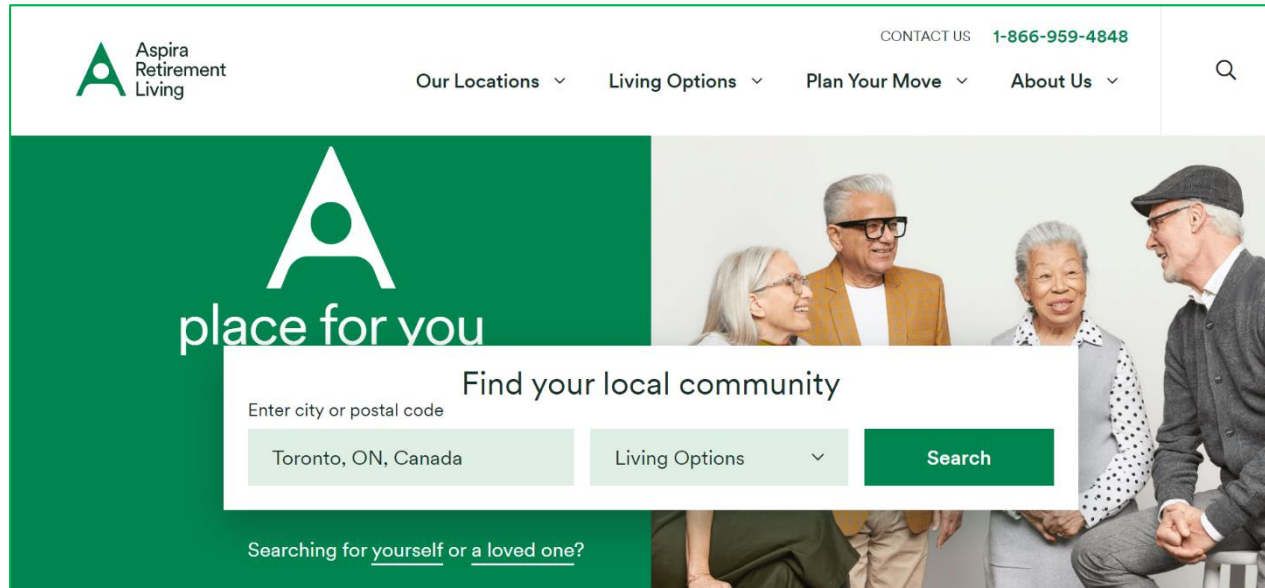 Aspira
Retirement
Living
CONTACT US 1-866-959-4848
Our Locations Living Options Plan Your Move About Us
A
place for you
Find your local community
Enter city or postal code
Toronto, ON, Canada Living Options Search
Searching for yourself or a loved one?